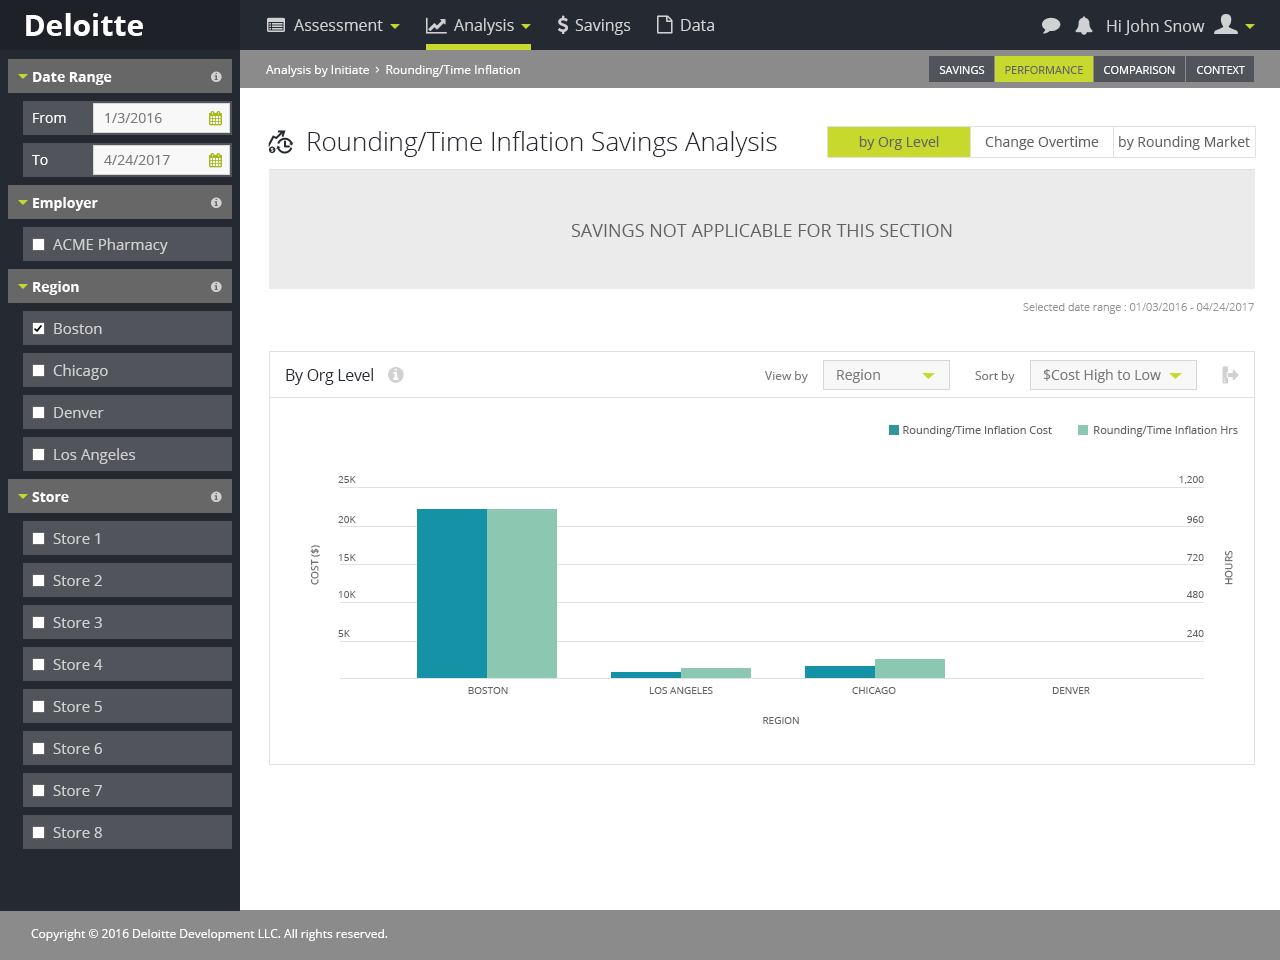 Deloitte
Assessment
Analysis
Savings
Data
Hi John Snow
Analysis by Initiate › Rounding/Time Inflation
SAVINGS
PERFORMANCE
COMPARISON
CONTEXT
Date Range
From 1/3/2016
To 4/24/2017
Employer
ACME Pharmacy
Region
Boston
Chicago
Denver
Los Angeles
Store
Store 1
Store 2
Store 3
Store 4
Store 5
Store 6
Store 7
Store 8
Rounding/Time Inflation Savings Analysis
by Org Level
Change Overtime
by Rounding Market
SAVINGS NOT APPLICABLE FOR THIS SECTION
Selected date range : 01/03/2016 - 04/24/2017
By Org Level
View by Region
Sort by $Cost High to Low
Rounding/Time Inflation Cost
Rounding/Time Inflation Hrs
25K
20K
15K
10K
5K
COST ($)
1,200
960
720
480
240
HOURS
BOSTON
LOS ANGELES
CHICAGO
DENVER
REGION
Copyright © 2016 Deloitte Development LLC. All rights reserved.